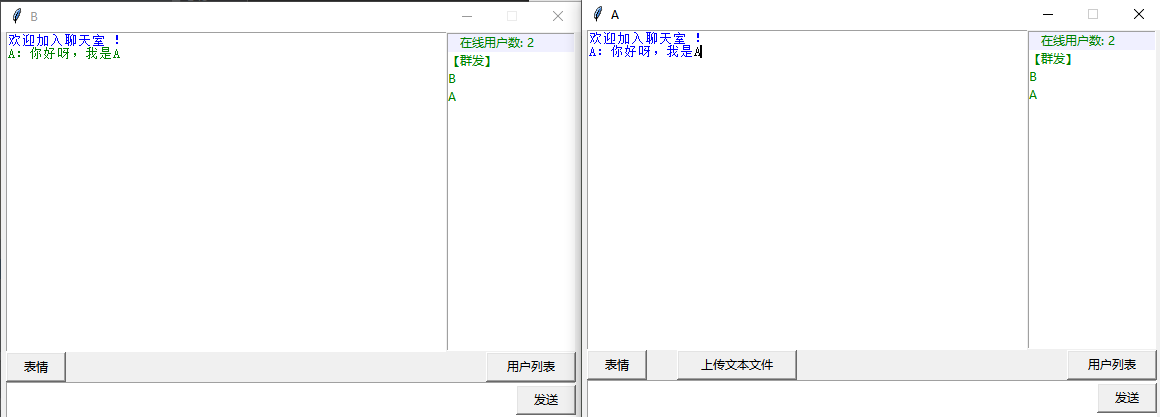 B
欢迎加入聊天室 !
A: 你好呀，我是A
在线用户数: 2
【群发】
B
A
表情
用户列表
发送
A
欢迎加入聊天室 !
A: 你好呀，我是A
在线用户数: 2
【群发】
B
A
表情
上传文本文件
用户列表
发送